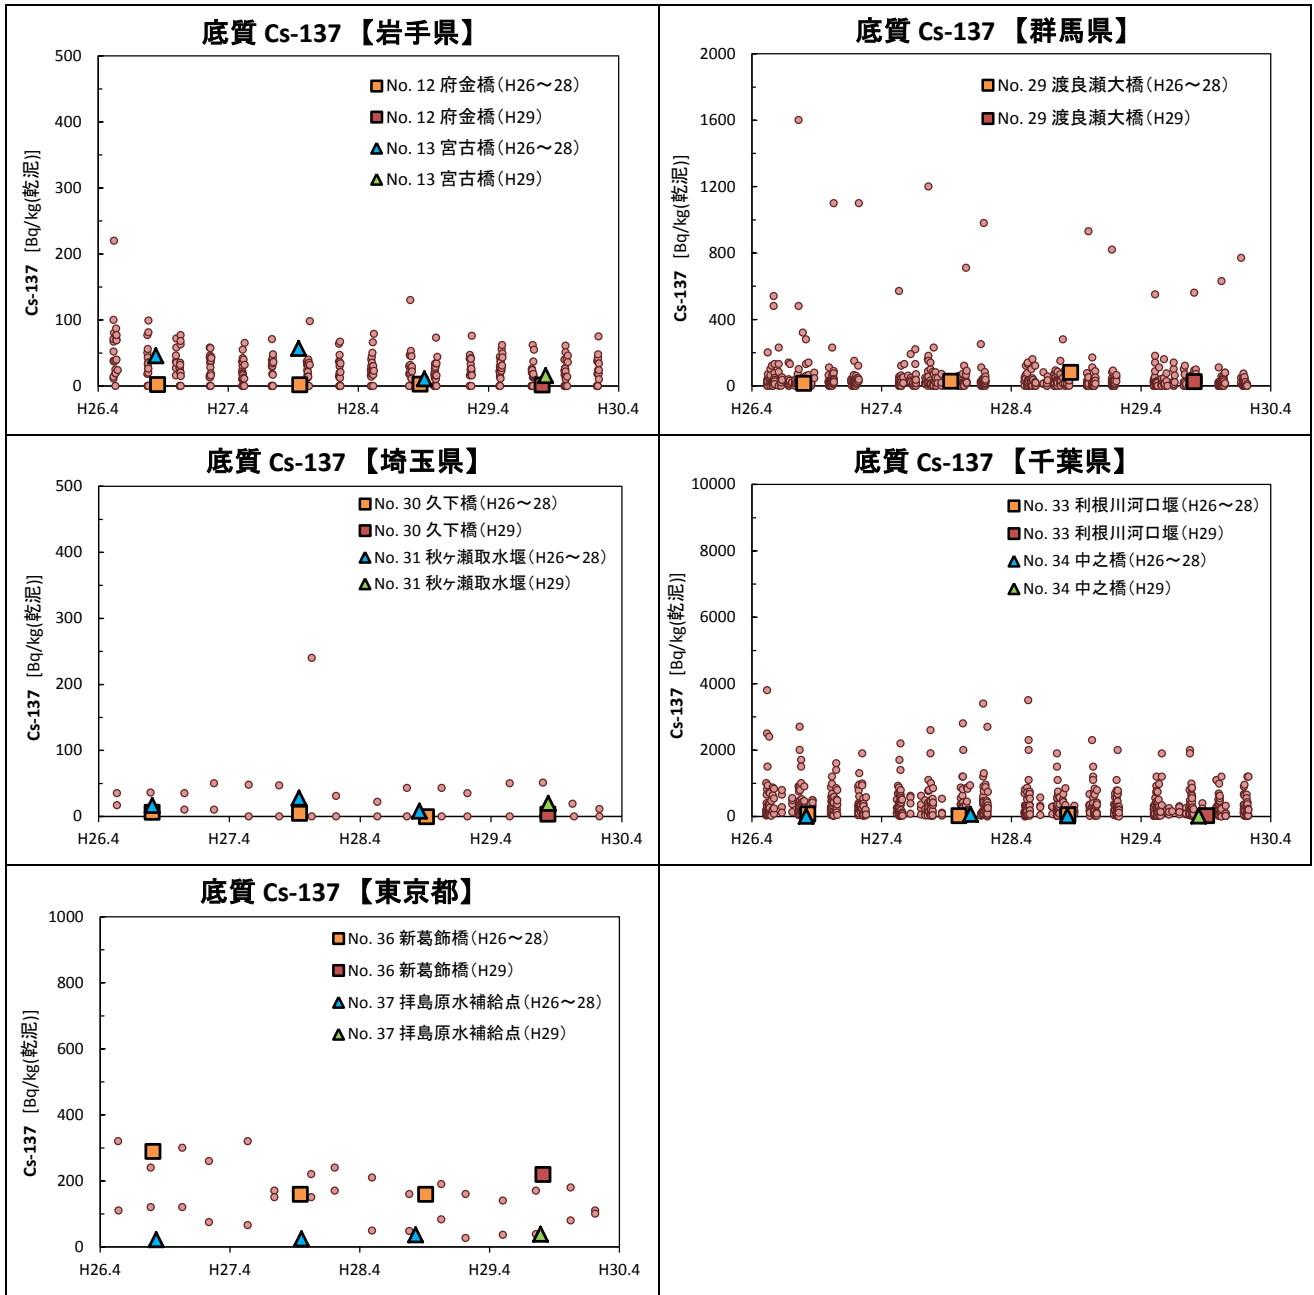 底質 Cs-137 【岩手県】
Cs-137 [Bq/kg(乾泥)]
500
400
300
200
100
0
H26.4 H27.4 H28.4 H29.4 H30.4
No. 12 府金橋(H26～28)
No. 12 府金橋(H29)
No. 13 宮古橋(H26～28)
No. 13 宮古橋(H29)
底質 Cs-137 【群馬県】
Cs-137 [Bq/kg(乾泥)]
2000
1600
1200
800
400
0
H26.4 H27.4 H28.4 H29.4 H30.4
No. 29 渡良瀬大橋(H26～28)
No. 29 渡良瀬大橋(H29)
底質 Cs-137 【埼玉県】
Cs-137 [Bq/kg(乾泥)]
500
400
300
200
100
0
H26.4 H27.4 H28.4 H29.4 H30.4
No. 30 久下橋(H26～28)
No. 30 久下橋(H29)
No. 31 秋ヶ瀬取水堰(H26～28)
No. 31 秋ヶ瀬取水堰(H29)
底質 Cs-137 【千葉県】
Cs-137 [Bq/kg(乾泥)]
10000
8000
6000
4000
2000
0
H26.4 H27.4 H28.4 H29.4 H30.4
No. 33 利根川河口堰(H26～28)
No. 33 利根川河口堰(H29)
No. 34 中之橋(H26～28)
No. 34 中之橋(H29)
底質 Cs-137 【東京都】
Cs-137 [Bq/kg(乾泥)]
1000
800
600
400
200
0
H26.4 H27.4 H28.4 H29.4 H30.4
No. 36 新葛飾橋(H26～28)
No. 36 新葛飾橋(H29)
No. 37 拝島原水補給点(H26～28)
No. 37 拝島原水補給点(H29)